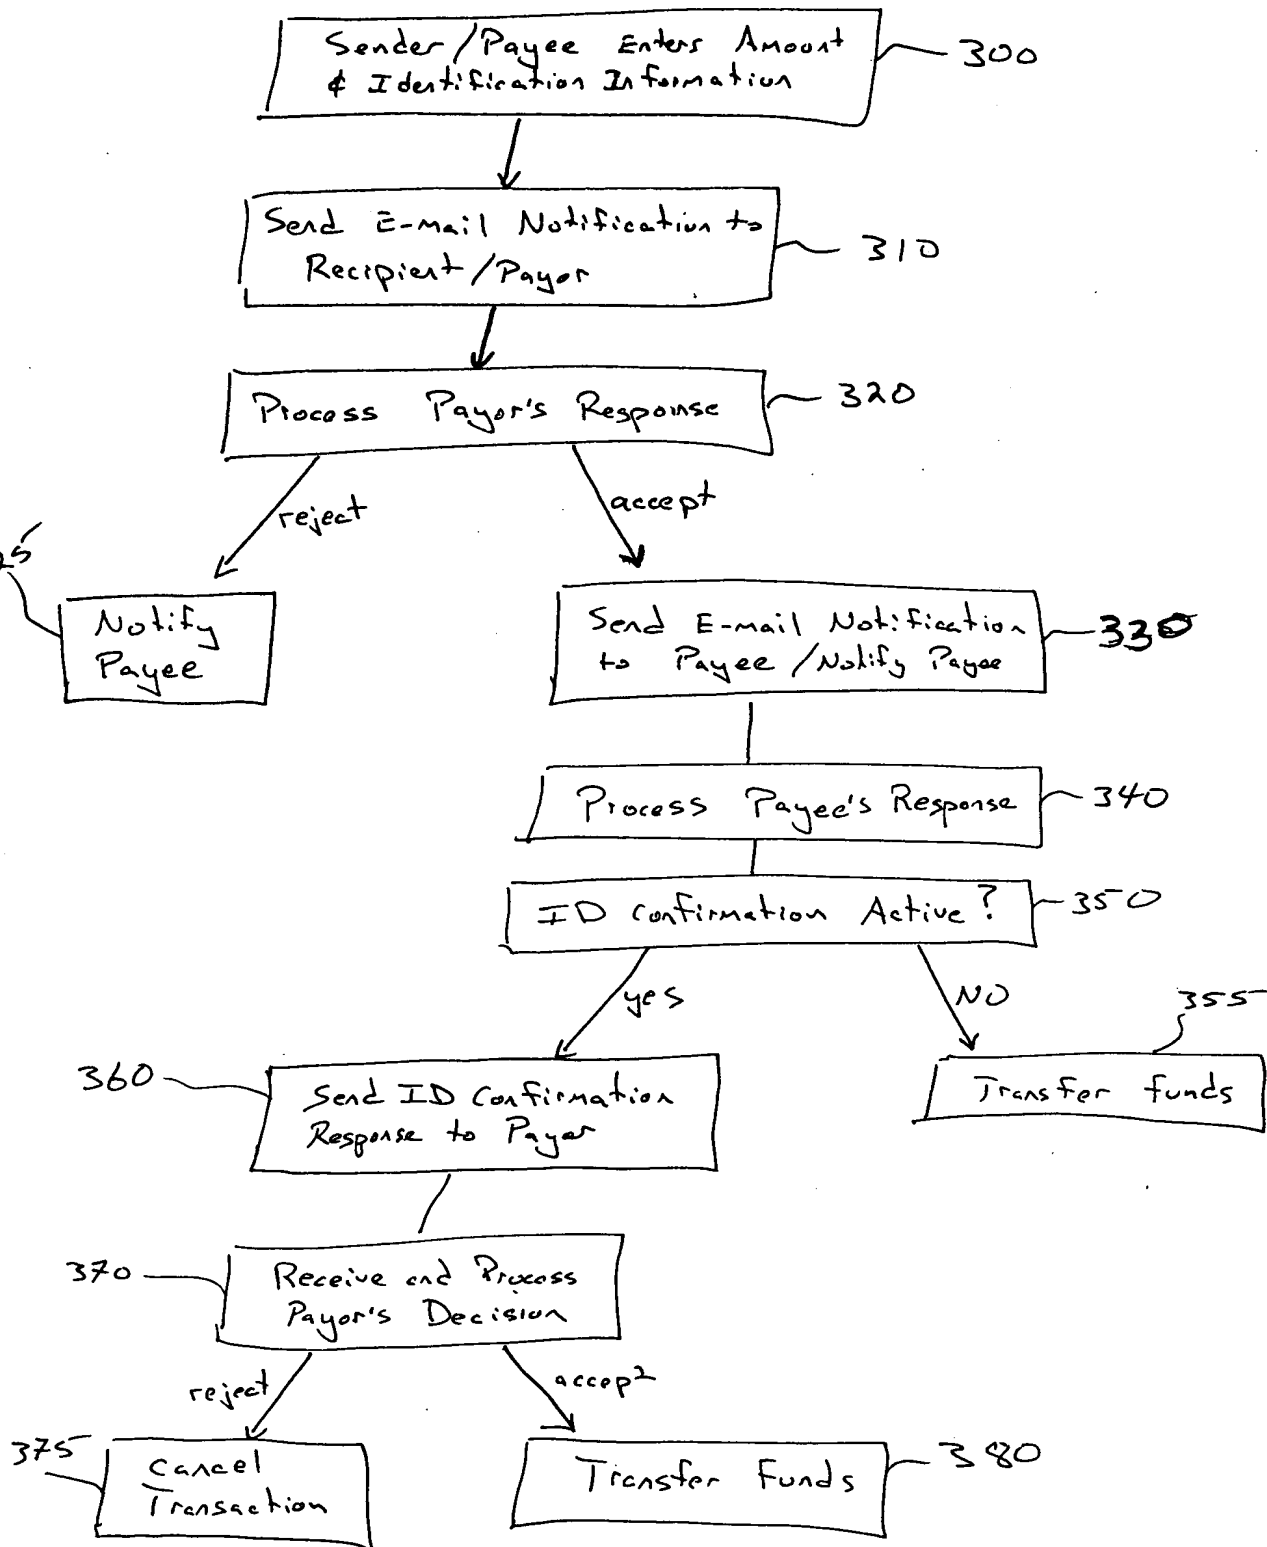 Sender/Payee Enters Amount
& Identification Information
300
Send E-mail Notification to
Recipient/Payor
310
Process Payor's Response
320
reject
accept
25
Notify
Payee
Send E-mail Notification
to Payee/Notify Payee
330
Process Payee's Response
340
ID Confirmation Active?
350
yes
NO
355
360
Send ID Confirmation
Response to Payor
Transfer funds
370
Receive and Process
Payor's Decision
reject
accept
375
Cancel
Transaction
Transfer Funds
380